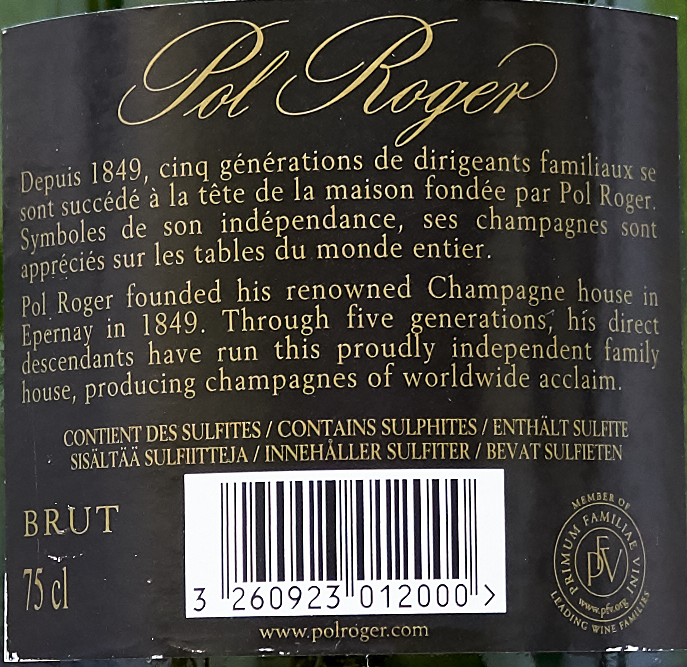 Pol Roger
Depuis 1849, cinq générations de dirigeants familiaux se
sont succédé à la tête de la maison fondée par Pol Roger.
Symboles de son indépendance, ses champagnes sont
appréciés sur les tables du monde entier.
Pol Roger founded his renowned Champagne house in
Epernay in 1849. Through five generations, his direct
descendants have run this proudly independent family
house, producing champagnes of worldwide acclaim.
CONTIENT DES SULFITES / CONTAINS SULPHITES / ENTHÄLT SULFITE
SISÄLTÄÄ SULFIITTEJA / INNEHÅLLER SULFITER / BEVAT SULFIETEN
BRUT
75 cl
3 260923 012000 >
www.polroger.com
MEMBER OF
PRIMUM FAMILIAE VINI
PFV
www.pfv.org
LEADING WINE FAMILIES